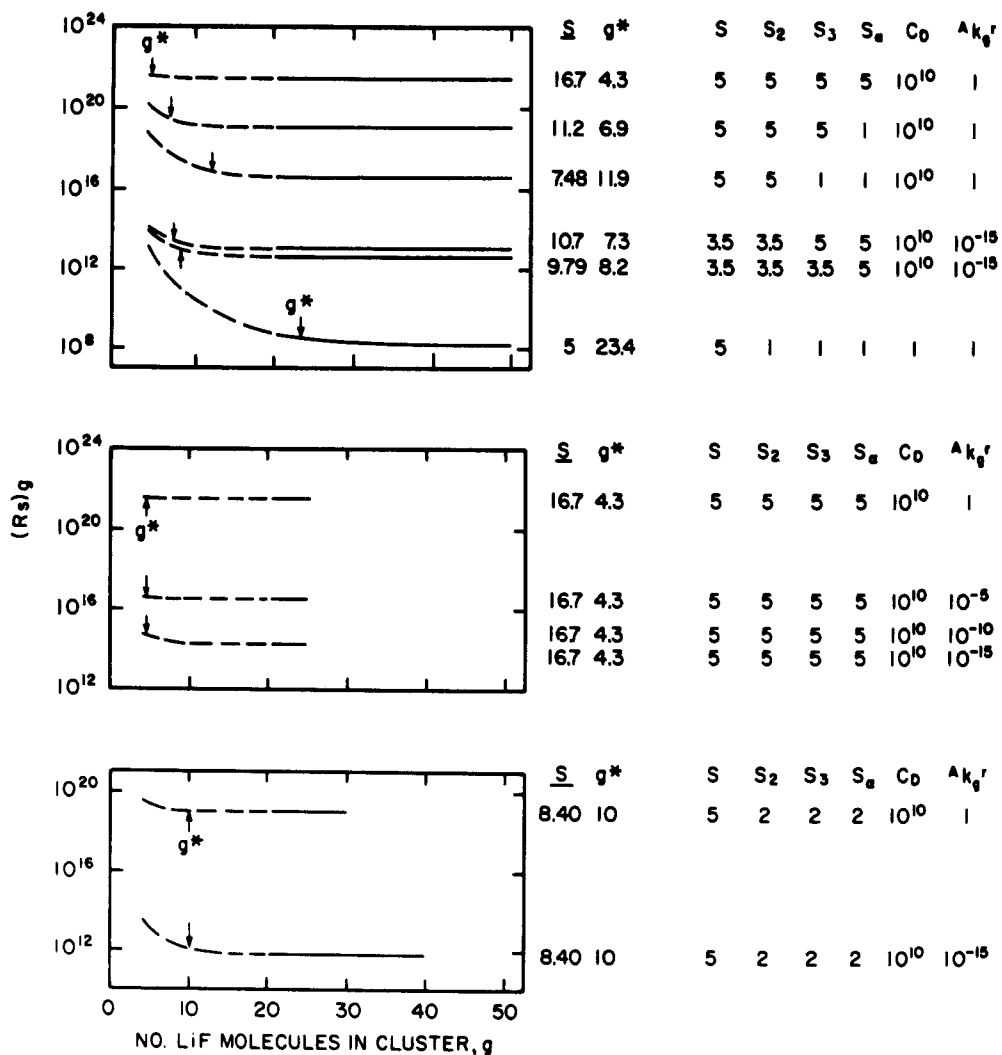 10^24 S g* S S₂ S₃ Sα C_D ᴬk_g^r
g*
16.7 4.3 5 5 5 5 10^10 1
10^20
11.2 6.9 5 5 5 1 10^10 1
10^16 7.48 11.9 5 5 1 1 10^10 1
10.7 7.3 3.5 3.5 5 5 10^10 10^-15
10^12 9.79 8.2 3.5 3.5 3.5 5 10^10 10^-15
g*
10^8 5 23.4 5 1 1 1 1 1
10^24 S g* S S₂ S₃ Sα C_D ᴬk_g^r
16.7 4.3 5 5 5 5 10^10 1
10^20 g*
(Rs)g
10^16 16.7 4.3 5 5 5 5 10^10 10^-5
16.7 4.3 5 5 5 5 10^10 10^-10
16.7 4.3 5 5 5 5 10^10 10^-15
10^12
10^20 S g* S S₂ S₃ Sα C_D ᴬk_g^r
8.40 10 5 2 2 2 10^10 1
g*
10^16
10^12 8.40 10 5 2 2 2 10^10 10^-15
0 10 20 30 40 50
NO. LiF MOLECULES IN CLUSTER, g